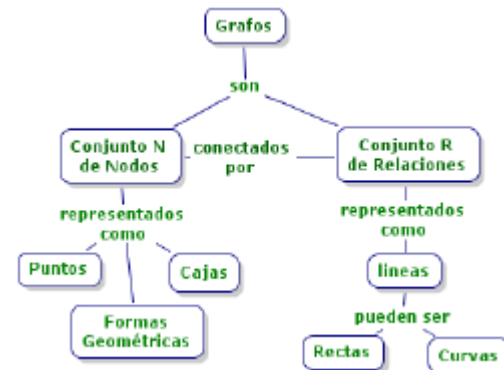 Grafos
son
Conjunto N
de Nodos
conectados
por
Conjunto R
de Relaciones
representados
como
representados
como
Puntos
Cajas
lineas
Formas
Geométricas
pueden ser
Rectas
Curvas